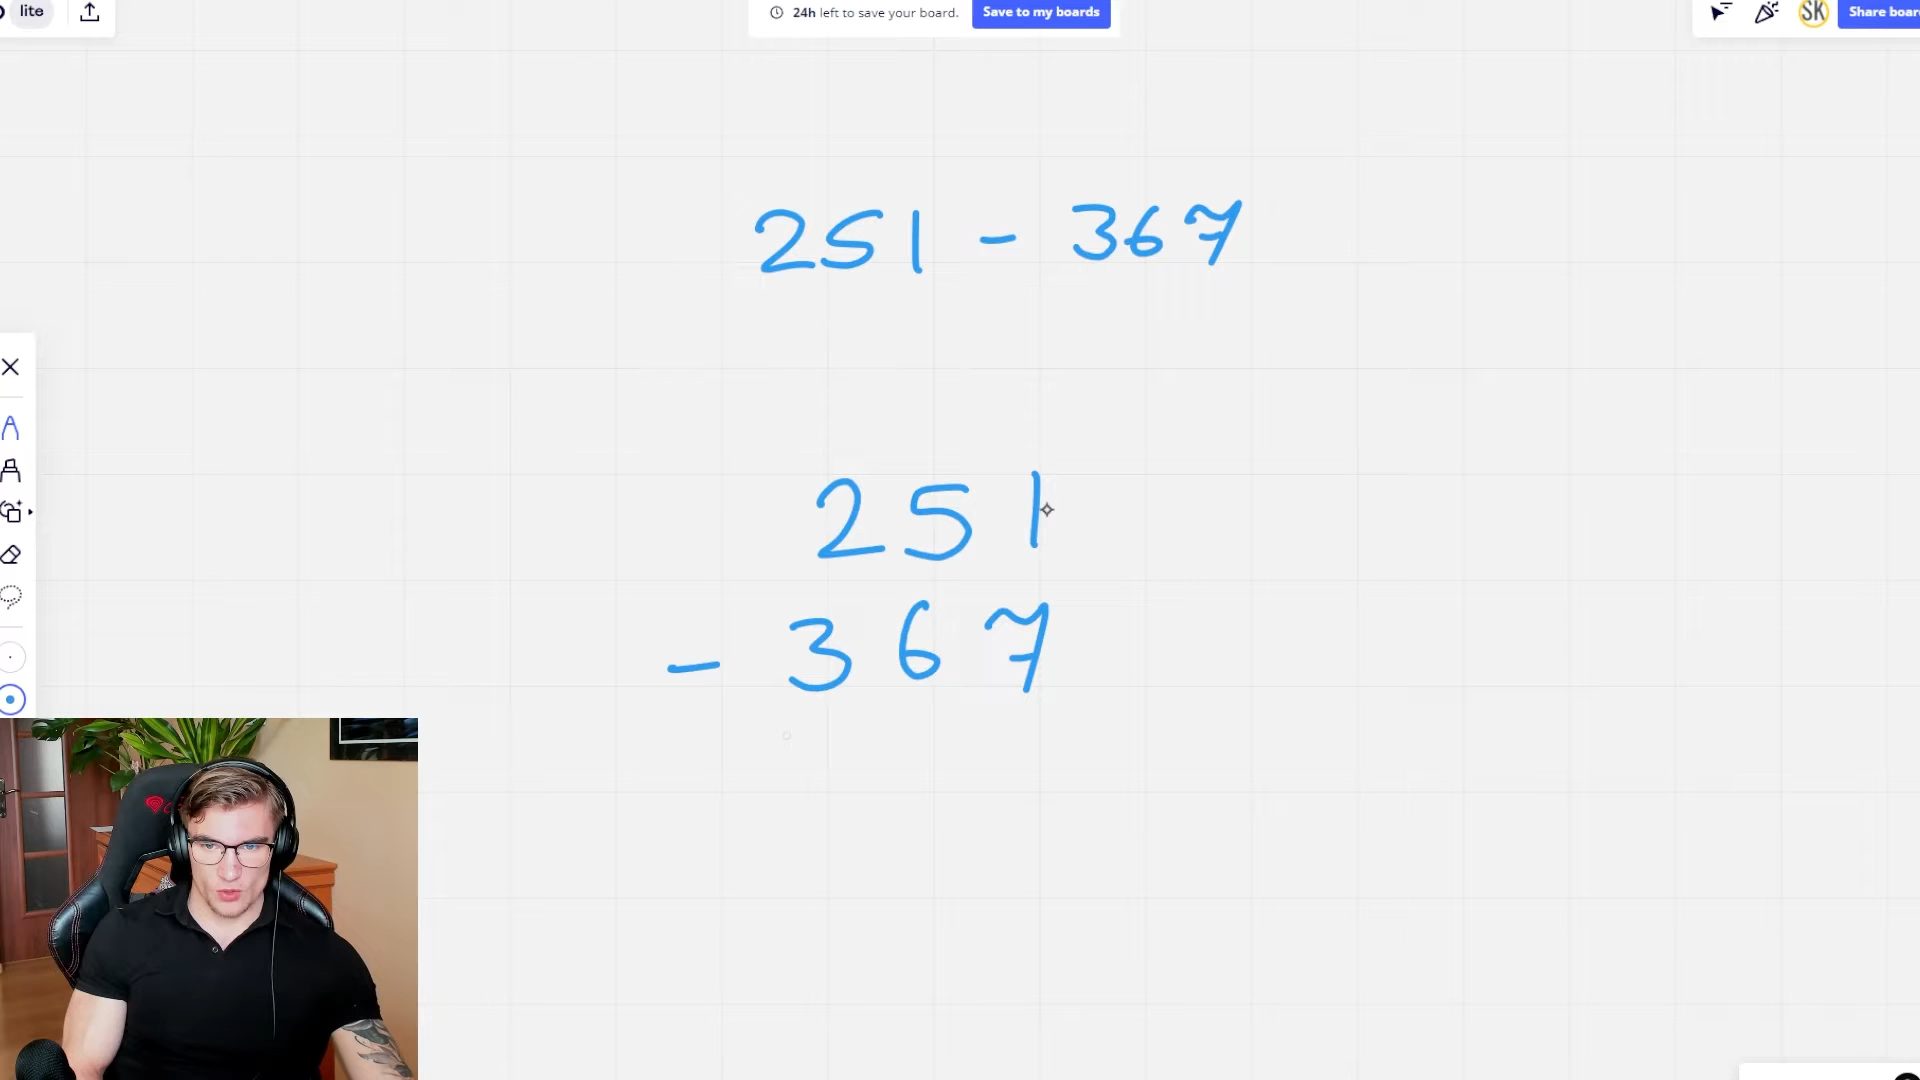 lite
24h left to save your board.
Save to my boards
SK
Share boar
251 - 367
251
- 367